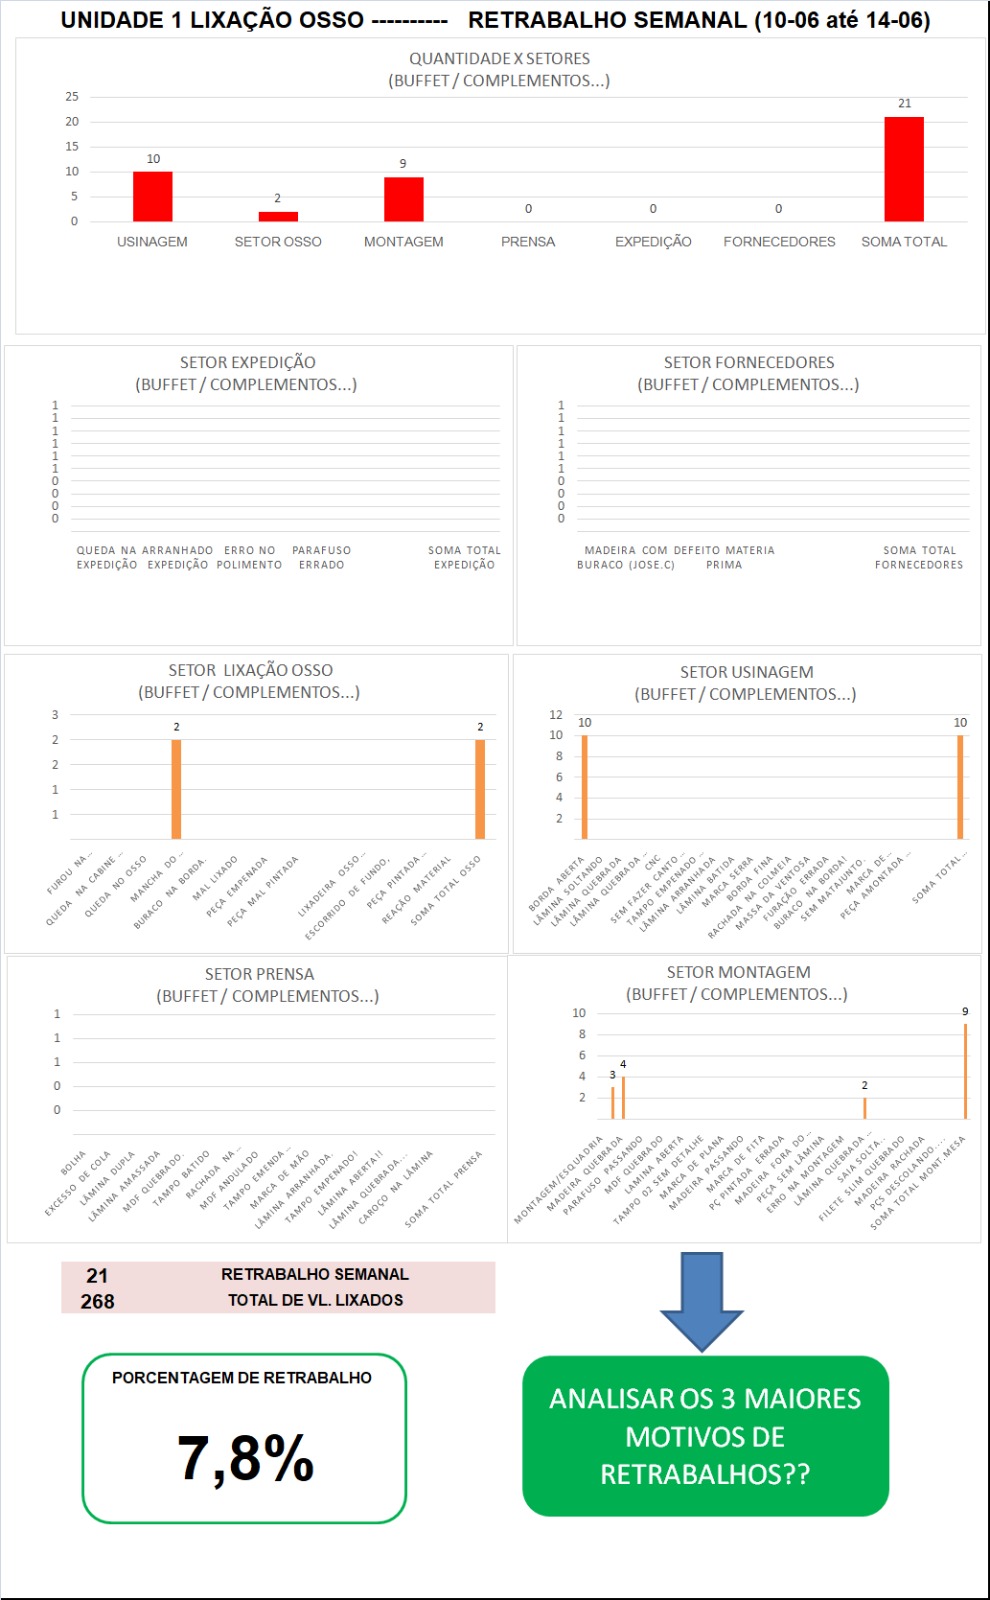 UNIDADE 1 LIXAÇÃO OSSO ---------- RETRABALHO SEMANAL (10-06 até 14-06)
QUANTIDADE X SETORES
(BUFFET / COMPLEMENTOS...)
25
20
15
10
5
0
10
2
9
0
0
0
21
USINAGEM
SETOR OSSO
MONTAGEM
PRENSA
EXPEDIÇÃO
FORNECEDORES
SOMA TOTAL
SETOR EXPEDIÇÃO
(BUFFET / COMPLEMENTOS...)
1
1
1
1
1
1
0
0
0
0
QUEDA NA EXPEDIÇÃO
ARRANHADO EXPEDIÇÃO
ERRO NO POLIMENTO
PARAFUSO ERRADO
SOMA TOTAL EXPEDIÇÃO
SETOR FORNECEDORES
(BUFFET / COMPLEMENTOS...)
1
1
1
1
1
1
0
0
0
0
MADEIRA COM BURACO (JOSE.C)
DEFEITO MATERIA PRIMA
SOMA TOTAL FORNECEDORES
SETOR LIXAÇÃO OSSO
(BUFFET / COMPLEMENTOS...)
3
2
2
1
1
2
2
FUROU NA...
QUEDA NA CABINE...
QUEDA NO OSSO
MANCHA DO...
BURACO NA BORDA.
MAL LIXADO
PEÇA EMPENADA
PEÇA MAL PINTADA
LIXADEIRA OSSO...
ESCORRIDO DE FUNDO,
PEÇA PINTADA...
REAÇÃO MATERIAL
SOMA TOTAL OSSO
SETOR USINAGEM
(BUFFET / COMPLEMENTOS...)
12
10
8
6
4
2
10
10
BORDA ABERTA
LÂMINA SOLTANDO
LÂMINA QUEBRADA
LÂMINA QUEBRADA...
CNC
SEM FAZER CANTO...
TAMPO EMPENADO...
LÂMINA ARRANHADA
LÂMINA BATIDA
MARCA SERRA
BORDA FINA
RACHADA NA COLMEIA
MASSA DA VENTOSA
FURAÇÃO ERRADA
BURACO NA BORDA!
SEM MATAJUNTO.
MARCA DE...
PEÇA AMONTADA...
SOMA TOTAL...
SETOR PRENSA
(BUFFET / COMPLEMENTOS...)
1
1
1
0
0
BOLHA
EXCESSO DE COLA
LÂMINA DUPLA
LÂMINA AMASSADA
MDF QUEBRADO.
TAMPO BATIDO
RACHADA NA...
MDF ANDULADO
TAMPO EMENDA...
MARCA DE MÃO
LÂMINA ARRANHADA.
TAMPO EMPENADO!
LÂMINA ABERTA!!
LÂMINA QUEBRADA...
CAROÇO NA LÂMINA
SOMA TOTAL PRENSA
SETOR MONTAGEM
(BUFFET / COMPLEMENTOS...)
10
8
6
4
2
3
4
2
9
MONTAGEM/ESQUADRIA
MADEIRA QUEBRADA
PARAFUSO PASSANDO
MDF QUEBRADO
LAMINA ABERTA
TAMPO 02 SEM DETALHE
MARCA DE PLANA
MADEIRA PASSANDO
MARCA DE FITA
PÇ PINTADA ERRADA
MADEIRA FORA DO...
PEÇA SEM LÂMINA
ERRO NA MONTAGEM
LÂMINA QUEBRADA...
SAIA SOLTA..
FILETE SLIM QUEBRADO
MADEIRA RACHADA
PÇS DESCOLANDO....
SOMA TOTAL MONT.MESA
21 RETRABALHO SEMANAL
268 TOTAL DE VL. LIXADOS
PORCENTAGEM DE RETRABALHO
7,8%
ANALISAR OS 3 MAIORES
MOTIVOS DE
RETRABALHOS??